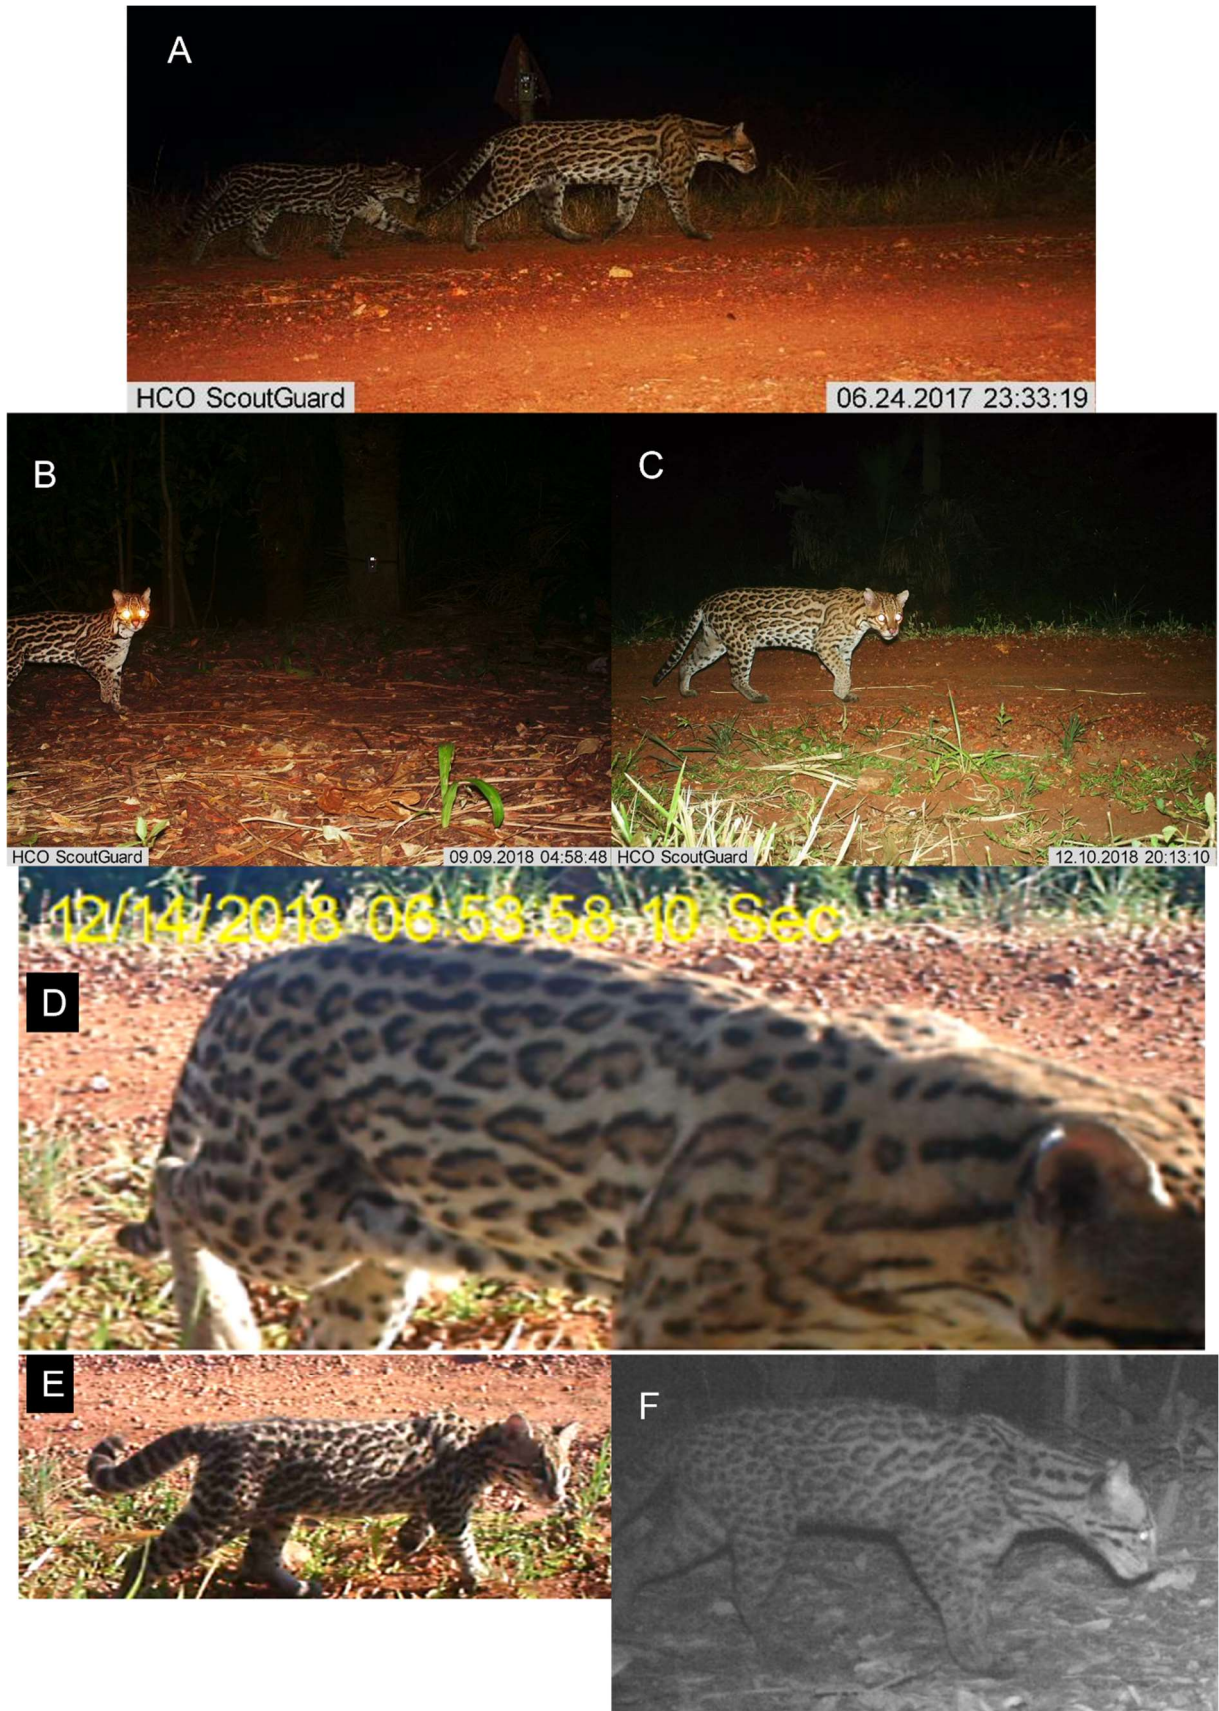 A
HCO ScoutGuard
06.24.2017 23:33:19
B
HCO ScoutGuard
09.09.2018 04:58:48
C
HCO ScoutGuard
12.10.2018 20:13:10
12/14/2018 06:53:58 10 Sec
D
E
F